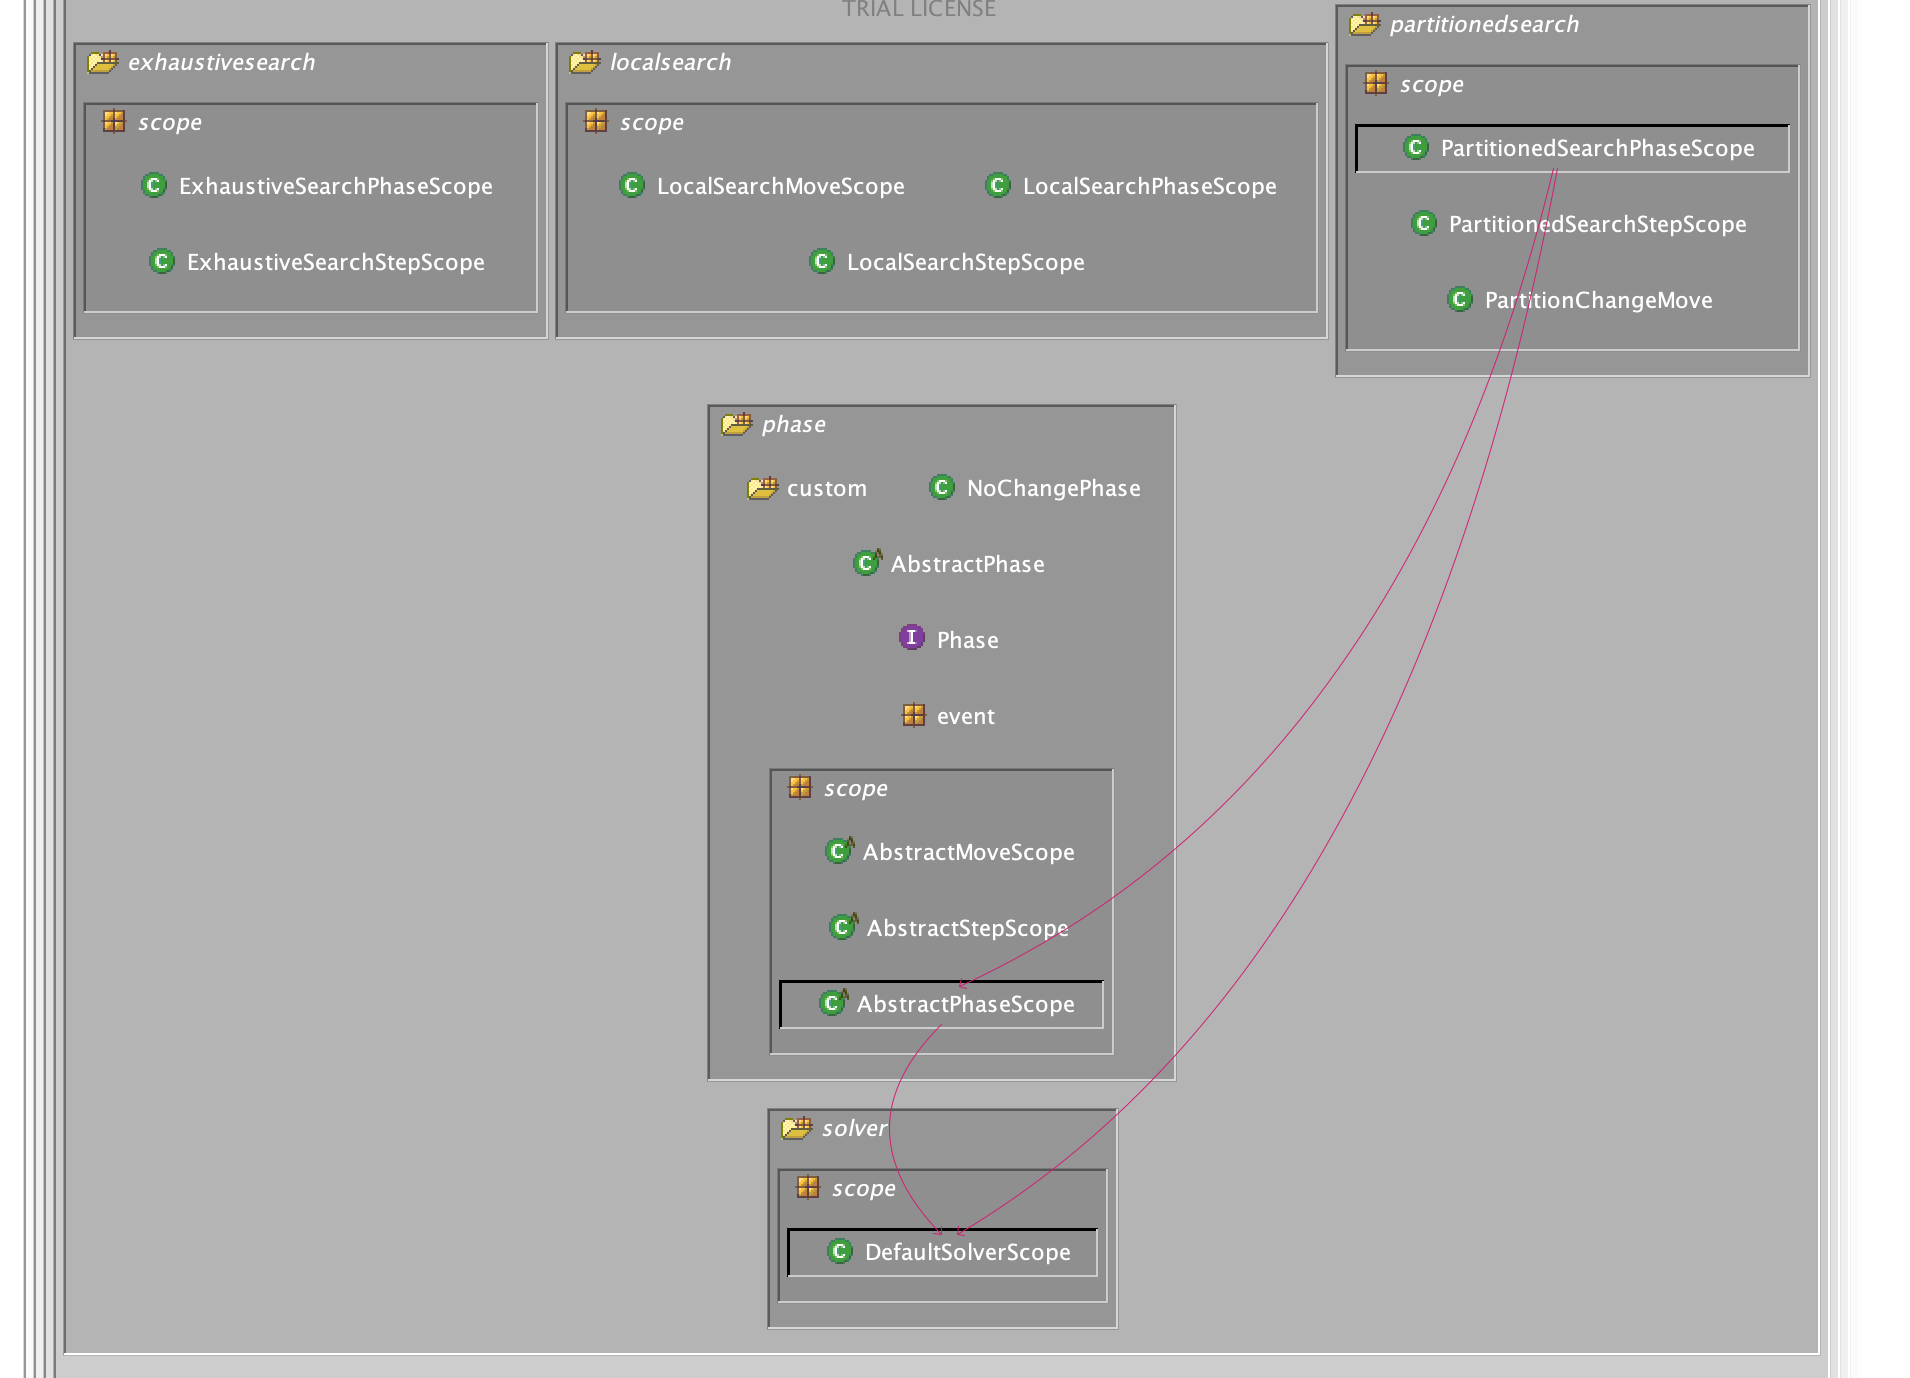 TRIAL LICENSE
exhaustivesearch
scope
C ExhaustiveSearchPhaseScope
C ExhaustiveSearchStepScope
localsearch
scope
C LocalSearchMoveScope
C LocalSearchPhaseScope
C LocalSearchStepScope
partitionedsearch
scope
C PartitionedSearchPhaseScope
C PartitionedSearchStepScope
C PartitionChangeMove
phase
custom
C NoChangePhase
C A AbstractPhase
I Phase
event
scope
C A AbstractMoveScope
C A AbstractStepScope
C A AbstractPhaseScope
solver
scope
C DefaultSolverScope